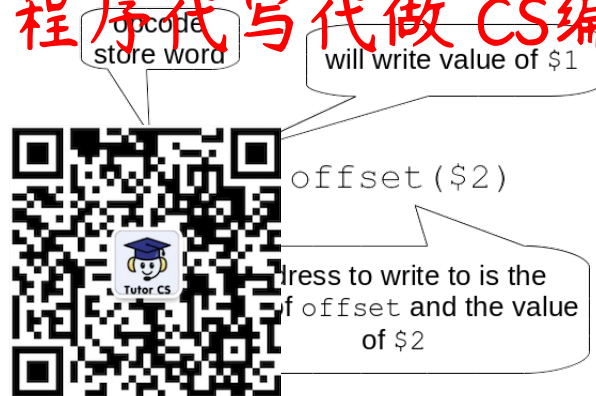 程序代写代做 CS编
opcode
store word
will write value of $1
offset($2)
Tutor CS
dress to write to is the
of offset and the value
of $2